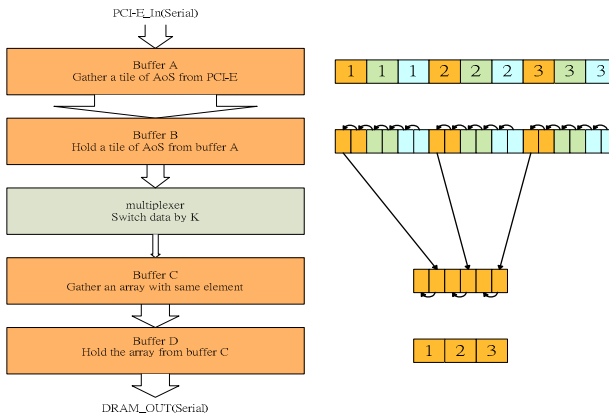 PCI-E_In(Serial)
Buffer A
Gather a tile of AoS from PCI-E
1 1 1 2 2 2 3 3 3
Buffer B
Hold a tile of AoS from buffer A
multiplexer
Switch data by K
Buffer C
Gather an array with same element
Buffer D
Hold the array from buffer C
1 2 3
DRAM_OUT(Serial)